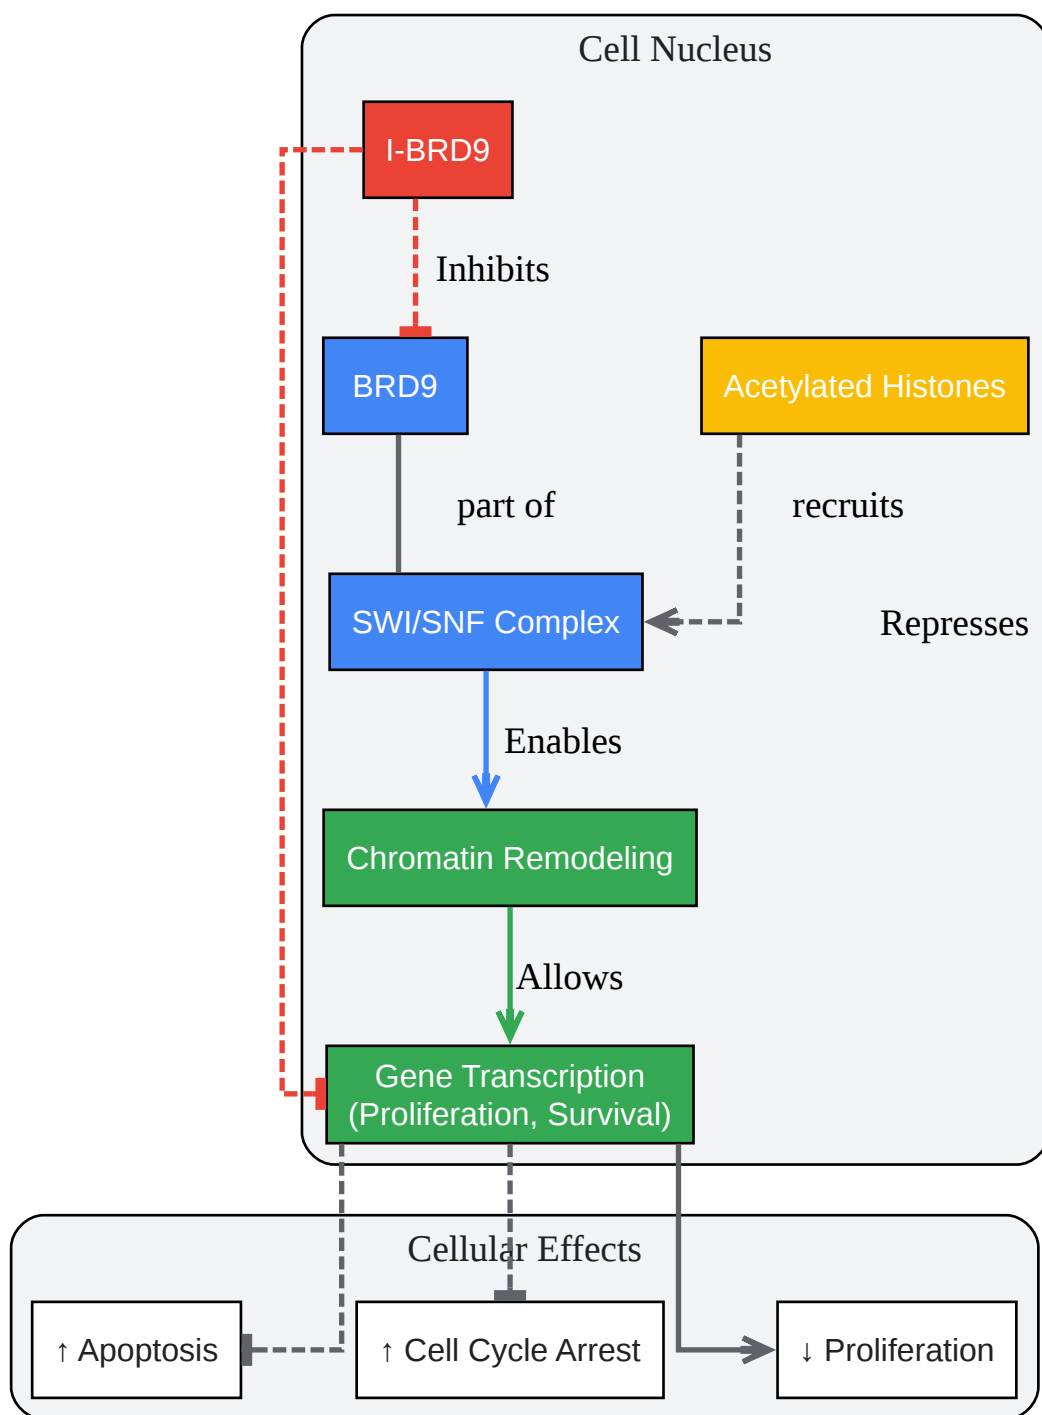 Cell Nucleus
I-BRD9
Inhibits
BRD9
Acetylated Histones
part of
recruits
SWI/SNF Complex
Represses
Enables
Chromatin Remodeling
Allows
Gene Transcription
(Proliferation, Survival)
Cellular Effects
↑ Apoptosis
↑ Cell Cycle Arrest
↓ Proliferation